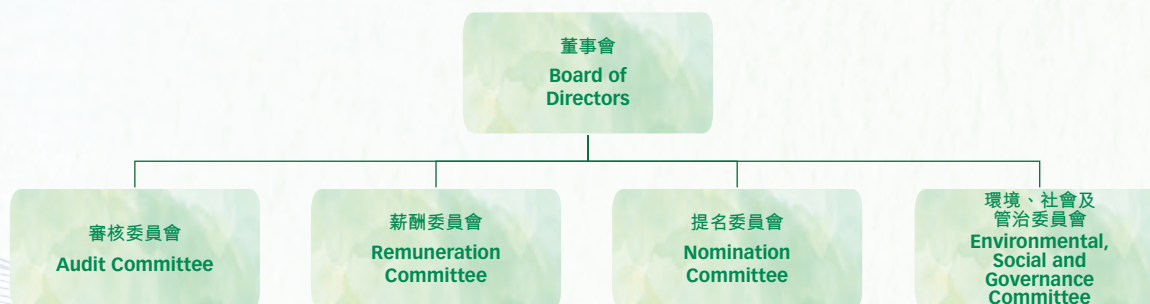 董事會
Board of
Directors
審核委員會
Audit Committee
薪酬委員會
Remuneration
Committee
提名委員會
Nomination
Committee
環境、社會及
管治委員會
Environmental,
Social and
Governance
Committee